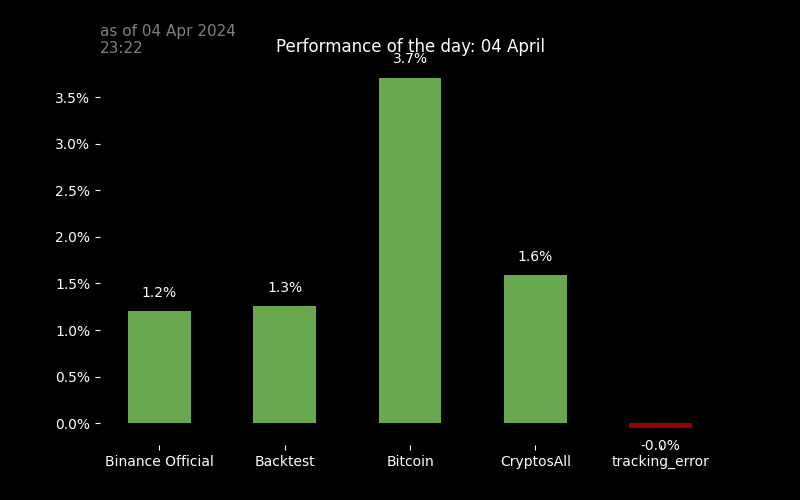 as of 04 Apr 2024
23:22
Performance of the day: 04 April
3.7%
3.5%
3.0%
2.5%
2.0%
1.6%
1.5%
1.2%
1.3%
1.0%
0.5%
0.0%
-0.0%
Binance Official
Backtest
Bitcoin
CryptosAll
tracking_error